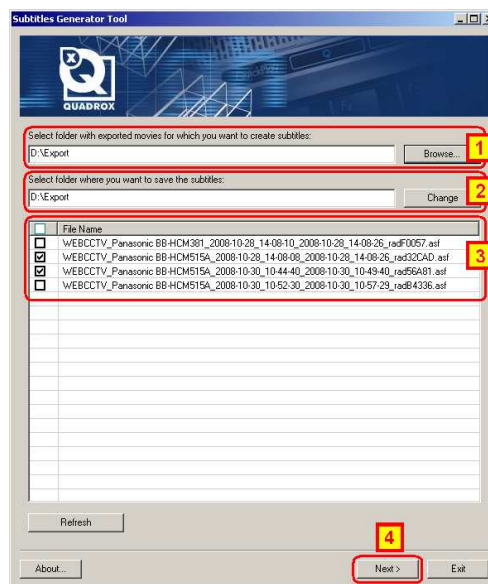 Subtitles Generator Tool
QUADROX
Select folder with exported movies for which you want to create subtitles:
D:\Export
Browse...
1
Select folder where you want to save the subtitles:
D:\Export
Change
2
File Name
WEBCCTV_Panasonic BB-HCM381_2008-10-28_14-08-10_2008-10-28_14-08-26_radF0057.asf
WEBCCTV_Panasonic BB-HCM515A_2008-10-28_14-08-08_2008-10-28_14-08-26_rad32CAD.asf
WEBCCTV_Panasonic BB-HCM515A_2008-10-30_10-44-40_2008-10-30_10-49-40_rad56A81.asf
WEBCCTV_Panasonic BB-HCM515A_2008-10-30_10-52-30_2008-10-30_10-57-29_radB4336.asf
3
Refresh
4
About...
Next >
Exit